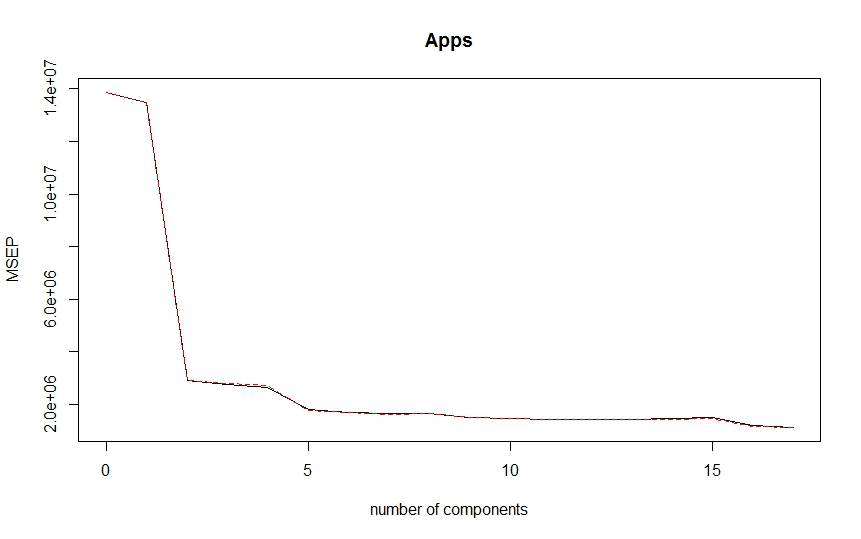 Apps
1.4e+07
1.0e+07
6.0e+06
2.0e+06
MSEP
0 5 10 15
number of components